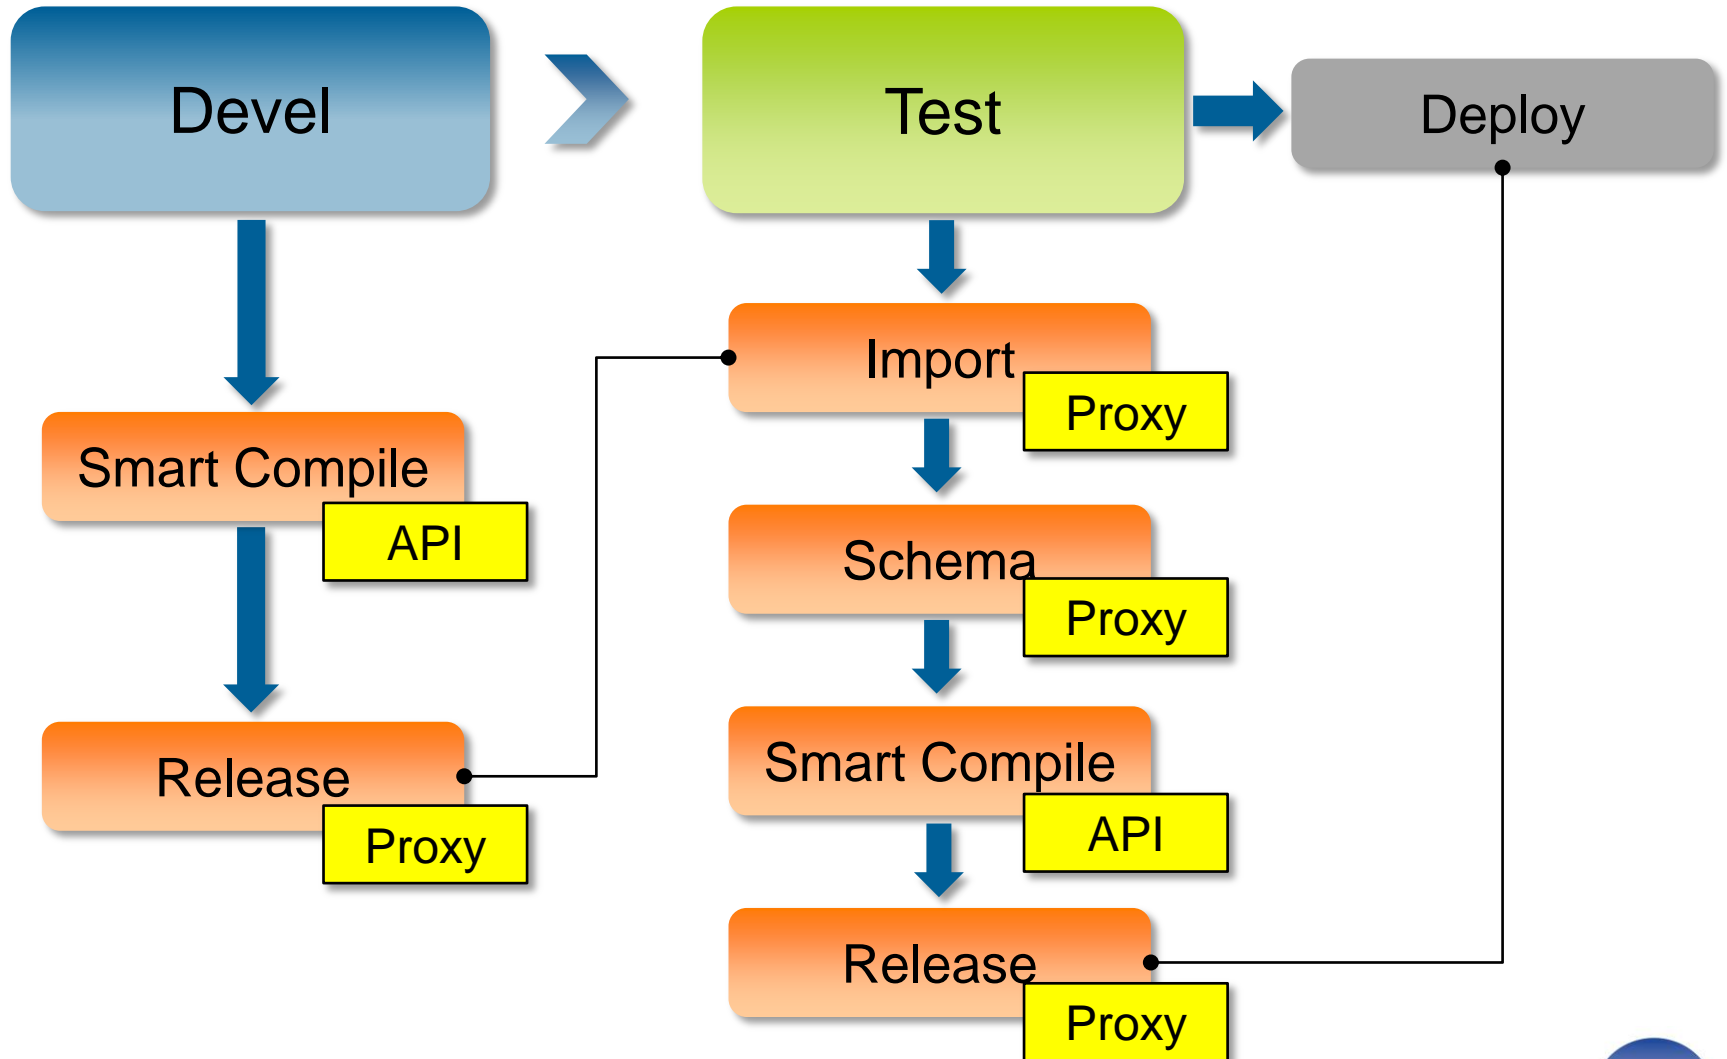 Devel
Test
Deploy
Import
Proxy
Smart Compile
API
Schema
Proxy
Release
Proxy
Smart Compile
API
Release
Proxy